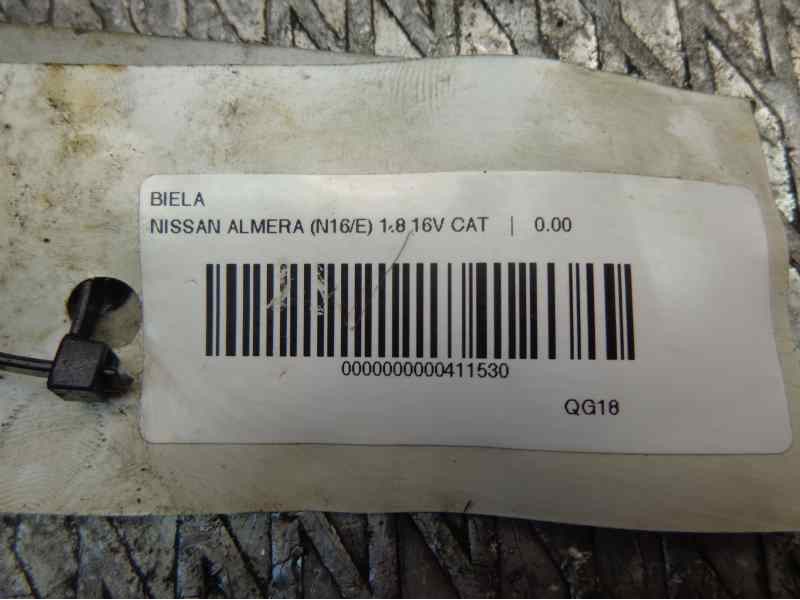 BIELA
NISSAN ALMERA (N16/E) 1.8 16V CAT | 0.00
0000000000411530
QG18